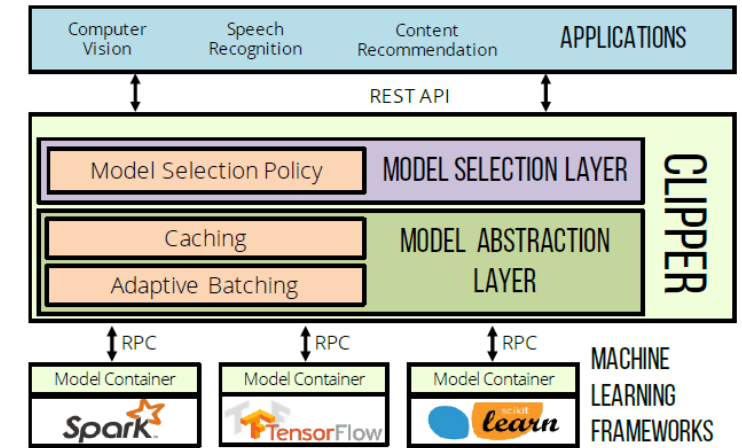 Computer
Vision
Speech
Recognition
Content
Recommendation
APPLICATIONS
REST API
Model Selection Policy
MODEL SELECTION LAYER
CLIPPER
Caching
Adaptive Batching
MODEL ABSTRACTION
LAYER
RPC
RPC
RPC
Model Container
Model Container
Model Container
MACHINE
LEARNING
FRAMEWORKS
Spark
TensorFlow
scikit
learn